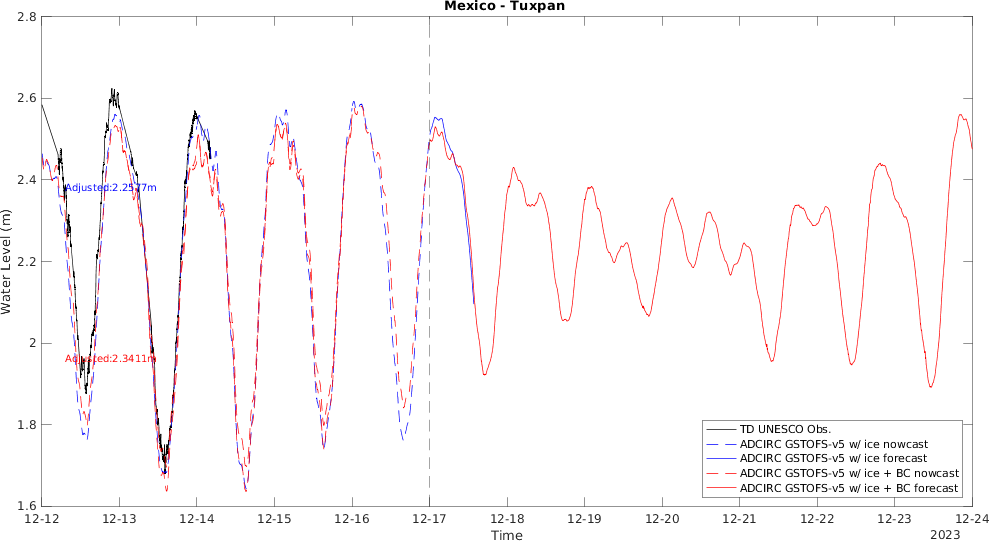 Mexico - Tuxpan
Water Level (m)
2.8
2.6
2.4
2.2
2
1.8
1.6
Adjusted:2.2577m
Adjusted:2.3411m
TD UNESCO Obs.
ADCIRC GSTOFS-v5 w/ ice nowcast
ADCIRC GSTOFS-v5 w/ ice forecast
ADCIRC GSTOFS-v5 w/ ice + BC nowcast
ADCIRC GSTOFS-v5 w/ ice + BC forecast
12-12 12-13 12-14 12-15 12-16 12-17 12-18 12-19 12-20 12-21 12-22 12-23 12-24
Time
2023